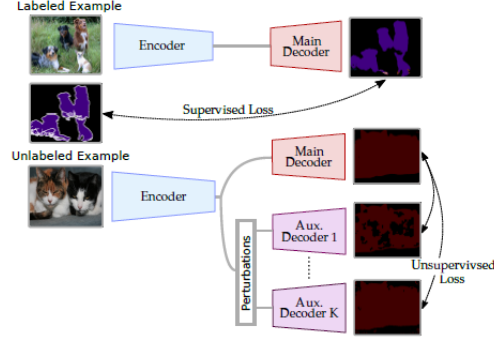 Labeled Example
Encoder
Main
Decoder
Supervised Loss
Unlabeled Example
Encoder
Main
Decoder
Perturbations
Aux.
Decoder 1
Unsupervivsed
Loss
Aux.
Decoder K